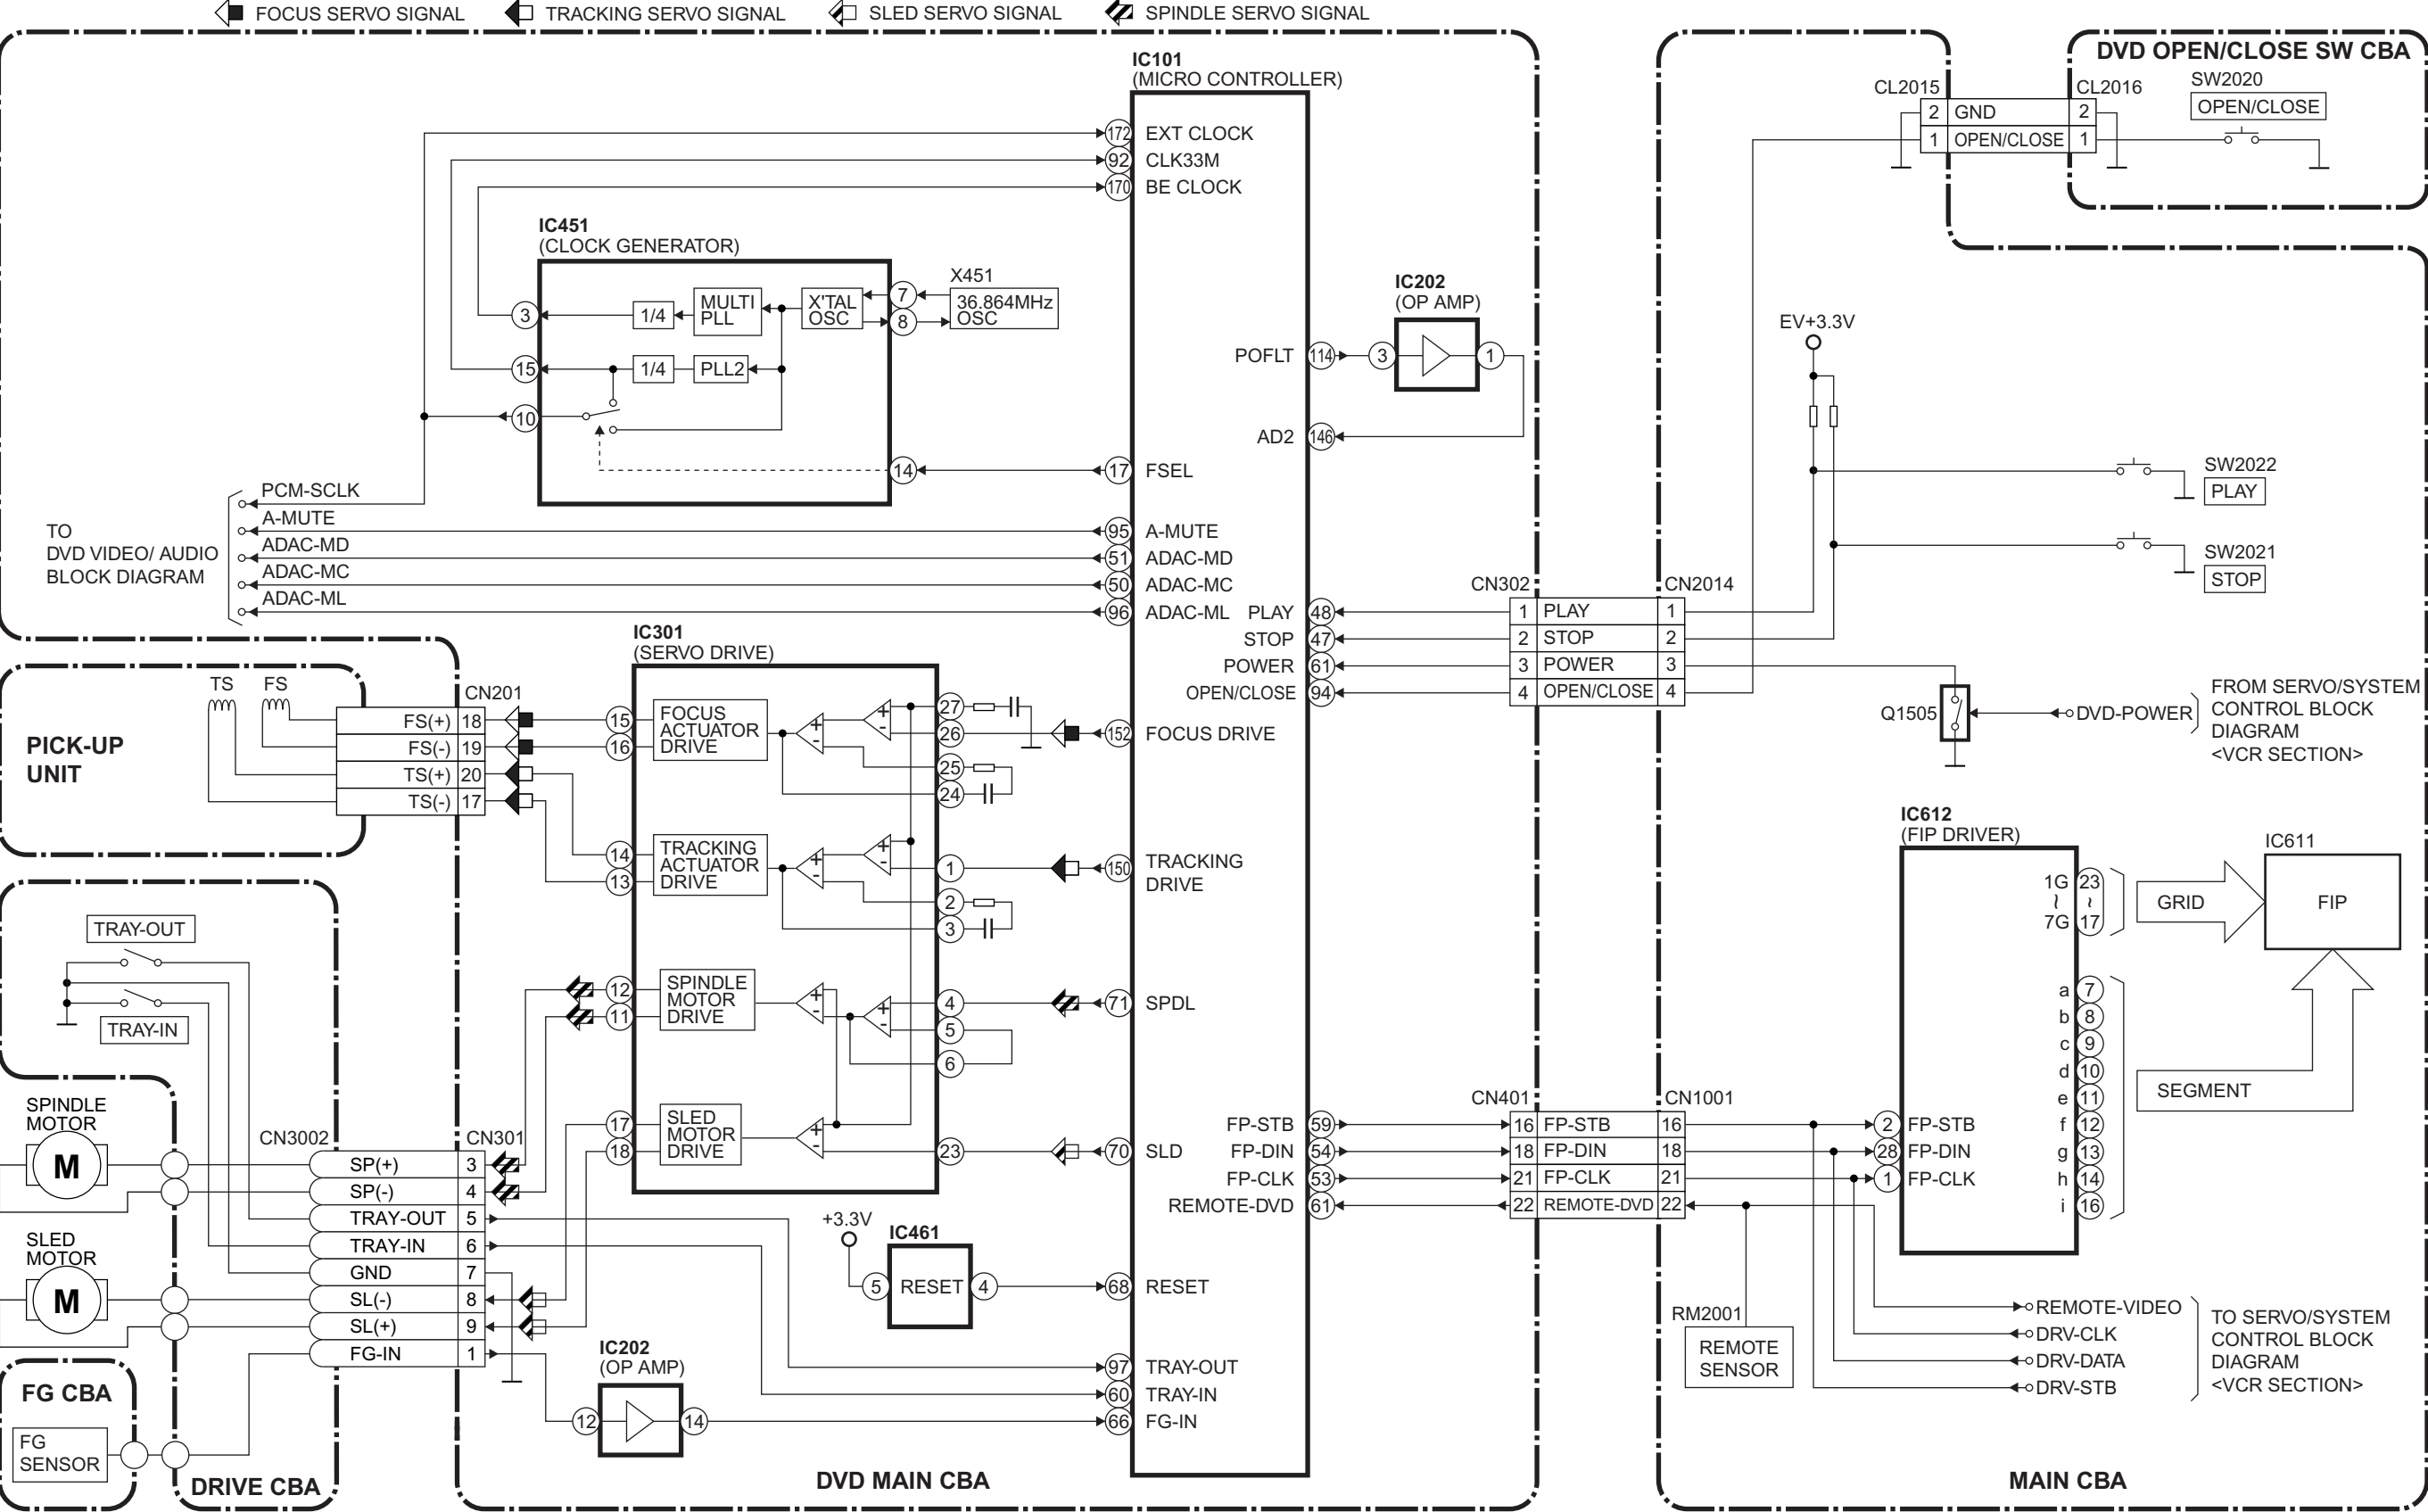 FOCUS SERVO SIGNAL
TRACKING SERVO SIGNAL
SLED SERVO SIGNAL
SPINDLE SERVO SIGNAL
IC101
(MICRO CONTROLLER)
172 EXT CLOCK
92 CLK33M
170 BE CLOCK
IC451
(CLOCK GENERATOR)
3
1/4
MULTI
PLL
X'TAL
OSC
7
8
X451
36.864MHz
OSC
15
1/4
PLL2
10
14
17 FSEL
POFLT 114
IC202
(OP AMP)
3
1
AD2 146
TO
DVD VIDEO/ AUDIO
BLOCK DIAGRAM
PCM-SCLK
A-MUTE
ADAC-MD
ADAC-MC
ADAC-ML
95 A-MUTE
51 ADAC-MD
50 ADAC-MC
96 ADAC-ML
PLAY 48
STOP 47
POWER 61
OPEN/CLOSE 94
CN302
CN2014
1 PLAY 1
2 STOP 2
3 POWER 3
4 OPEN/CLOSE 4
DVD OPEN/CLOSE SW CBA
CL2015
CL2016
2 GND 2
1 OPEN/CLOSE 1
SW2020
OPEN/CLOSE
EV+3.3V
SW2022
PLAY
SW2021
STOP
Q1505
DVD-POWER
FROM SERVO/SYSTEM
CONTROL BLOCK
DIAGRAM
<VCR SECTION>
PICK-UP
UNIT
TS
FS
CN201
FS(+) 18
FS(-) 19
TS(+) 20
TS(-) 17
IC301
(SERVO DRIVE)
15
16
FOCUS
ACTUATOR
DRIVE
+
-
+
-
27
26
25
24
152 FOCUS DRIVE
14
13
TRACKING
ACTUATOR
DRIVE
+
-
+
-
1
2
3
150 TRACKING
DRIVE
12
11
SPINDLE
MOTOR
DRIVE
+
-
+
-
4
5
6
71 SPDL
17
18
SLED
MOTOR
DRIVE
+
-
23
70 SLD
TRAY-OUT
TRAY-IN
SPINDLE
MOTOR
M
SLED
MOTOR
M
CN3002
CN301
SP(+) 3
SP(-) 4
TRAY-OUT 5
TRAY-IN 6
GND 7
SL(-) 8
SL(+) 9
FG-IN 1
FG CBA
FG
SENSOR
DRIVE CBA
+3.3V
IC461
5
RESET
4
68 RESET
IC202
(OP AMP)
12
14
97 TRAY-OUT
60 TRAY-IN
66 FG-IN
DVD MAIN CBA
FP-STB 59
FP-DIN 54
FP-CLK 53
REMOTE-DVD 61
CN401
CN1001
16 FP-STB 16
18 FP-DIN 18
21 FP-CLK 21
22 REMOTE-DVD 22
IC612
(FIP DRIVER)
2 FP-STB
28 FP-DIN
1 FP-CLK
1G 23
~ ~
7G 17
a 7
b 8
c 9
d 10
e 11
f 12
g 13
h 14
i 16
GRID
SEGMENT
IC611
FIP
RM2001
REMOTE
SENSOR
REMOTE-VIDEO
DRV-CLK
DRV-DATA
DRV-STB
TO SERVO/SYSTEM
CONTROL BLOCK
DIAGRAM
<VCR SECTION>
MAIN CBA